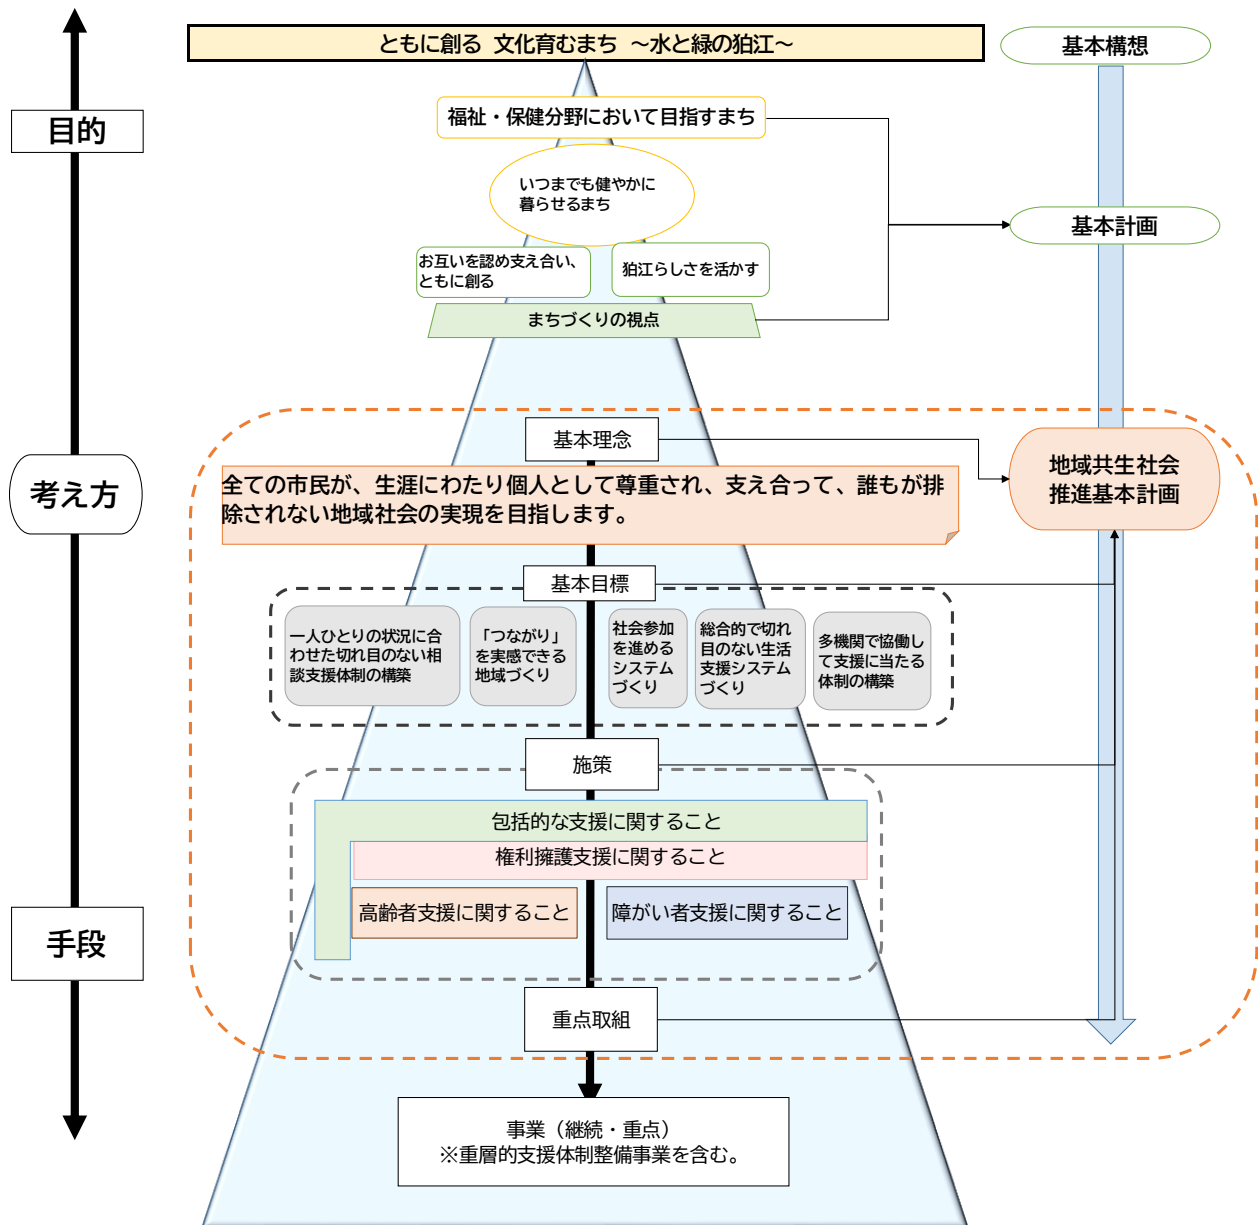 ともに創る 文化育むまち ～水と緑の狛江～
基本構想
目的
福祉・保健分野において目指すまち
いつまでも健やかに
暮らせるまち
基本計画
お互いを認め支え合い、
ともに創る
狛江らしさを活かす
まちづくりの視点
考え方
基本理念
地域共生社会
推進基本計画
全ての市民が、生涯にわたり個人として尊重され、支え合って、誰もが排
除されない地域社会の実現を目指します。
基本目標
一人ひとりの状況に合
わせた切れ目のない相
談支援体制の構築
「つながり」
を実感できる
地域づくり
社会参加
を進める
システム
づくり
総合的で切れ
目のない生活
支援システム
づくり
多機関で協働し
て支援に当たる
体制の構築
施策
包括的な支援に関すること
権利擁護支援に関すること
高齢者支援に関すること
障がい者支援に関すること
手段
重点取組
事業（継続・重点）
※重層的支援体制整備事業を含む。